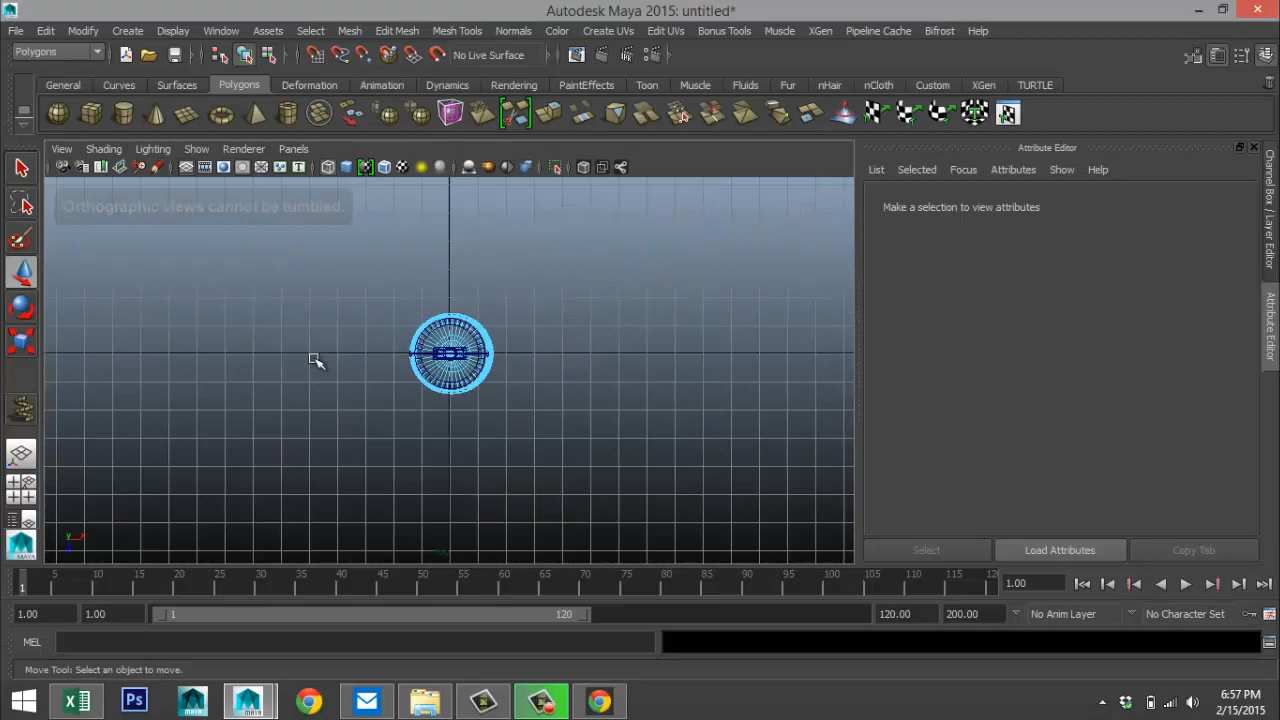 Autodesk Maya 2015: untitled*
File Edit Modify Create Display Window Assets Select Mesh Edit Mesh Mesh Tools Normals Color Create UVs Edit UVs Bonus Tools Muscle XGen Pipeline Cache Window Bifrost Help
Polygons No Live Surface
General Curves Surfaces Polygons Deformation Animation Dynamics Rendering PaintEffects Toon Muscle Fluids Fur nHair nCloth Custom XGen TURTLE
View Shading Lighting Show Renderer Panels
Attribute Editor
List Selected Focus Attributes Show Help
Orthographic views cannot be tumbled.
Make a selection to view attributes
Channel Box / Layer Editor
Attribute Editor
y x
Select Load Attributes Copy Tab
MAYA
1 5 10 15 20 25 30 35 40 45 50 55 60 65 70 75 80 85 90 95 100 105 110 115 12 1.00
1.00 1.00 1 120 120.00 200.00 No Anim Layer No Character Set
MEL
Move Tool: Select an object to move.
Ps
6:57 PM
2/15/2015